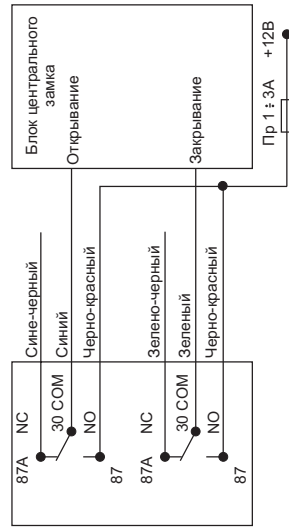 Блок центрального
замка
Открывание
Закрывание
+12В
Пр 1 ÷ 3А
Сине-черный
Синий
Черно-красный
Зелено-черный
Зеленый
Черно-красный
87А NC
30 COM
87 NO
87А NC
30 COM
87 NO